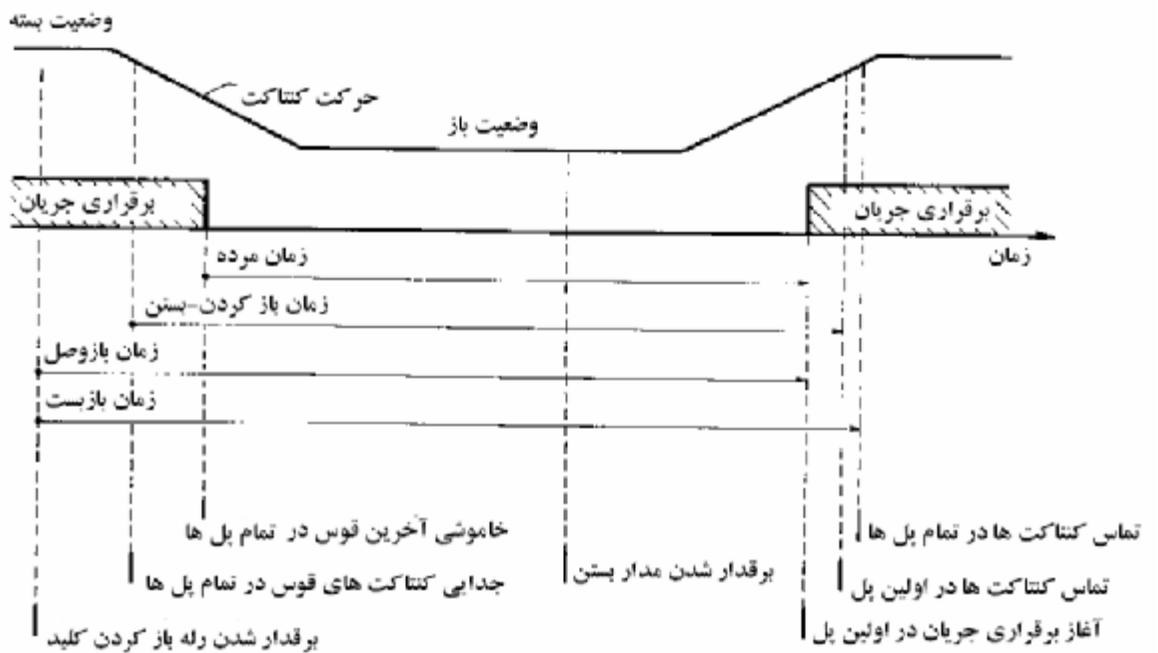 وضعیت بسته
حرکت کنتاکت
وضعیت باز
برقراری جریان
برقراری جریان
زمان
زمان مرده
زمان باز کردن-بستن
زمان بازوصل
زمان بازبست
خاموشی آخرین قوس در تمام پل ها
تماس کنتاکت ها در تمام پل ها
جدایی کنتاکت های قوس در تمام پل ها
برقدار شدن مدار بستن
تماس کنتاکت ها در اولین پل
برقدار شدن رله باز کردن کلید
آغاز برقراری جریان در اولین پل